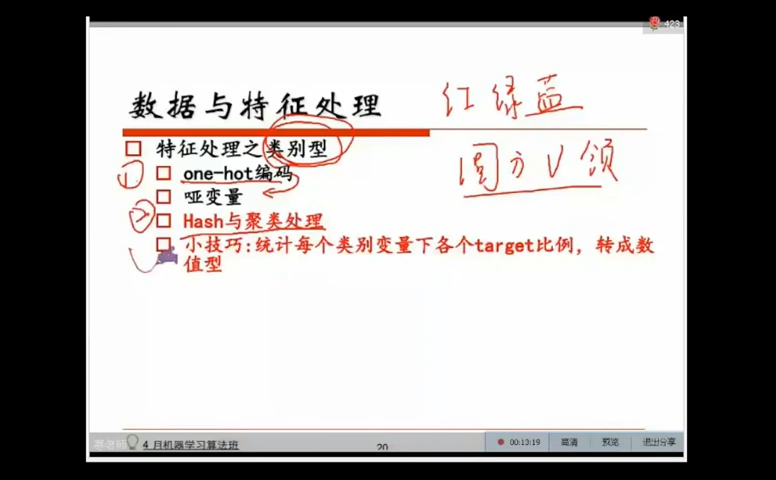 423
数据与特征处理
红绿蓝
特征处理之类别型
圆方V领
① one-hot编码
哑变量
② Hash与聚类处理
小技巧:统计每个类别变量下各个target比例，转成数
值型
4 月机器学习算法班
20
00:13:19
高清
预览
退出分享